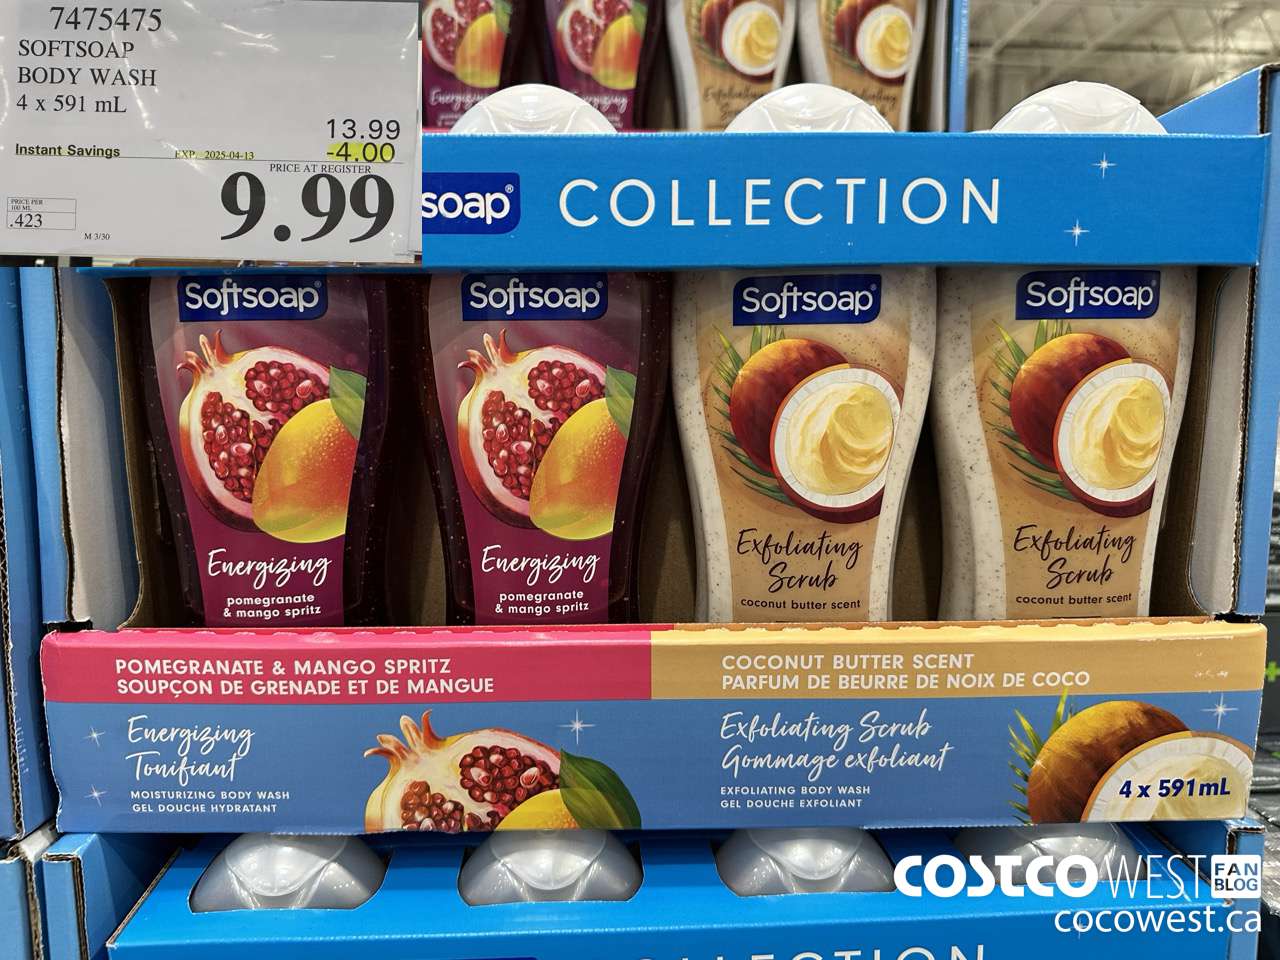 7475475
SOFTSOAP
BODY WASH
4 x 591 mL
13.99
Instant Savings EXP. 2025-04-13 -4.00
PRICE AT REGISTER
9.99
PRICE PER
100 ML
.423
M 3/30
Energizing
Energizing
Exfoliating
soap® COLLECTION
Softsoap®
Softsoap®
Softsoap®
Softsoap®
Energizing
pomegranate
& mango spritz
Energizing
pomegranate
& mango spritz
Exfoliating
Scrub
coconut butter scent
Exfoliating
Scrub
coconut butter scent
POMEGRANATE & MANGO SPRITZ
SOUPÇON DE GRENADE ET DE MANGUE
COCONUT BUTTER SCENT
PARFUM DE BEURRE DE NOIX DE COCO
Energizing
Tonifiant
MOISTURIZING BODY WASH
GEL DOUCHE HYDRATANT
Exfoliating Scrub
Gommage exfoliant
EXFOLIATING BODY WASH
GEL DOUCHE EXFOLIANT
4 x 591mL
COSTCO WEST FAN BLOG
cocowest.ca
COLLECTION